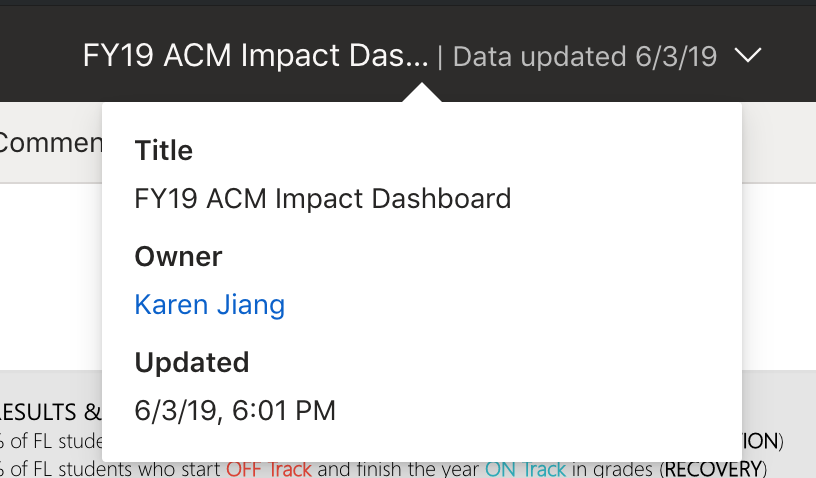 FY19 ACM Impact Das... | Data updated 6/3/19
Commen
Title
FY19 ACM Impact Dashboard
Owner
Karen Jiang
Updated
6/3/19, 6:01 PM
RESULTS &
% of FL stude ION)
% of FL students who start OFF Track and finish the year ON Track in grades (RECOVERY)